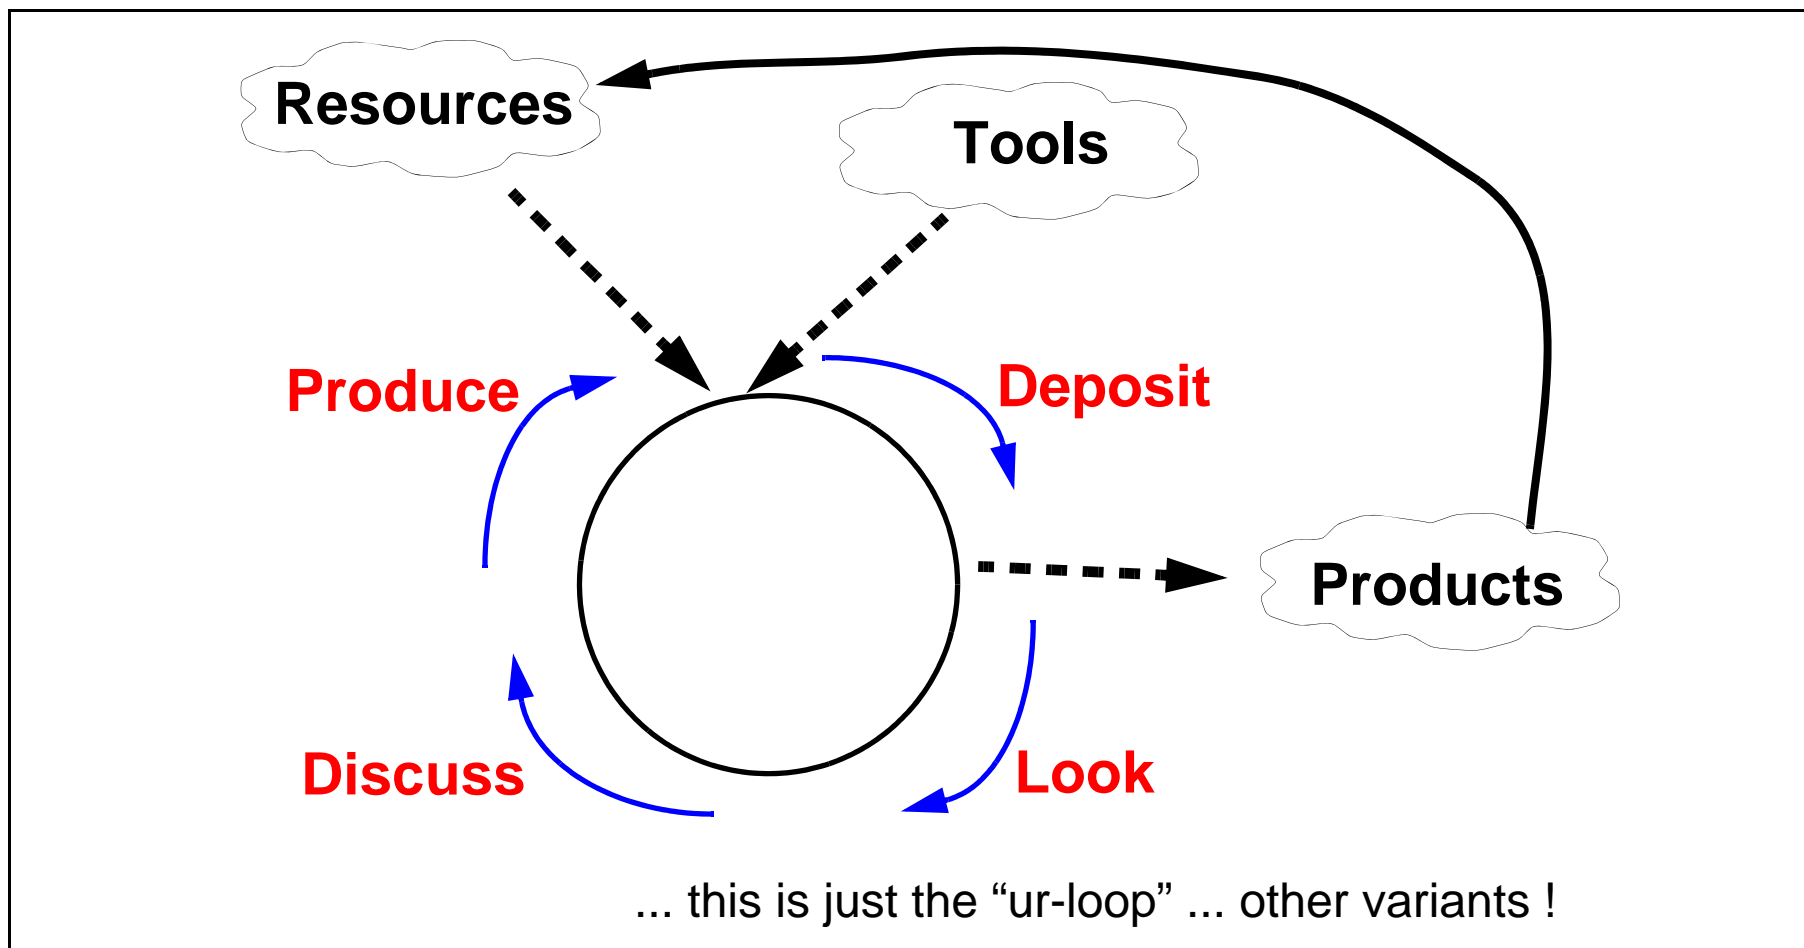 Resources
Tools
Produce
Deposit
Products
Discuss
Look
... this is just the “ur-loop” ... other variants !